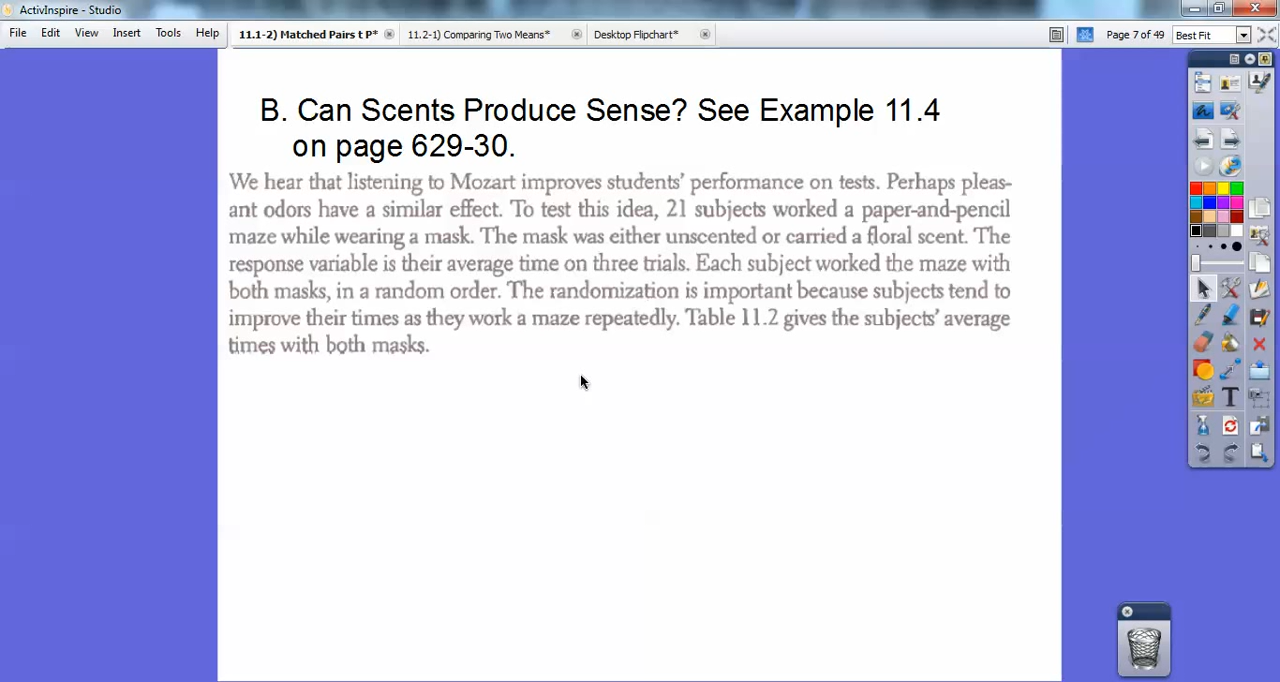 ActivInspire - Studio
File Edit View Insert Tools Help
11.1-2) Matched Pairs t P* 11.2-1) Comparing Two Means* Desktop Flipchart* Page 7 of 49 Best Fit
B. Can Scents Produce Sense? See Example 11.4
on page 629-30.
We hear that listening to Mozart improves students' performance on tests. Perhaps pleas-
ant odors have a similar effect. To test this idea, 21 subjects worked a paper-and-pencil
maze while wearing a mask. The mask was either unscented or carried a floral scent. The
response variable is their average time on three trials. Each subject worked the maze with
both masks, in a random order. The randomization is important because subjects tend to
improve their times as they work a maze repeatedly. Table 11.2 gives the subjects' average
times with both masks.